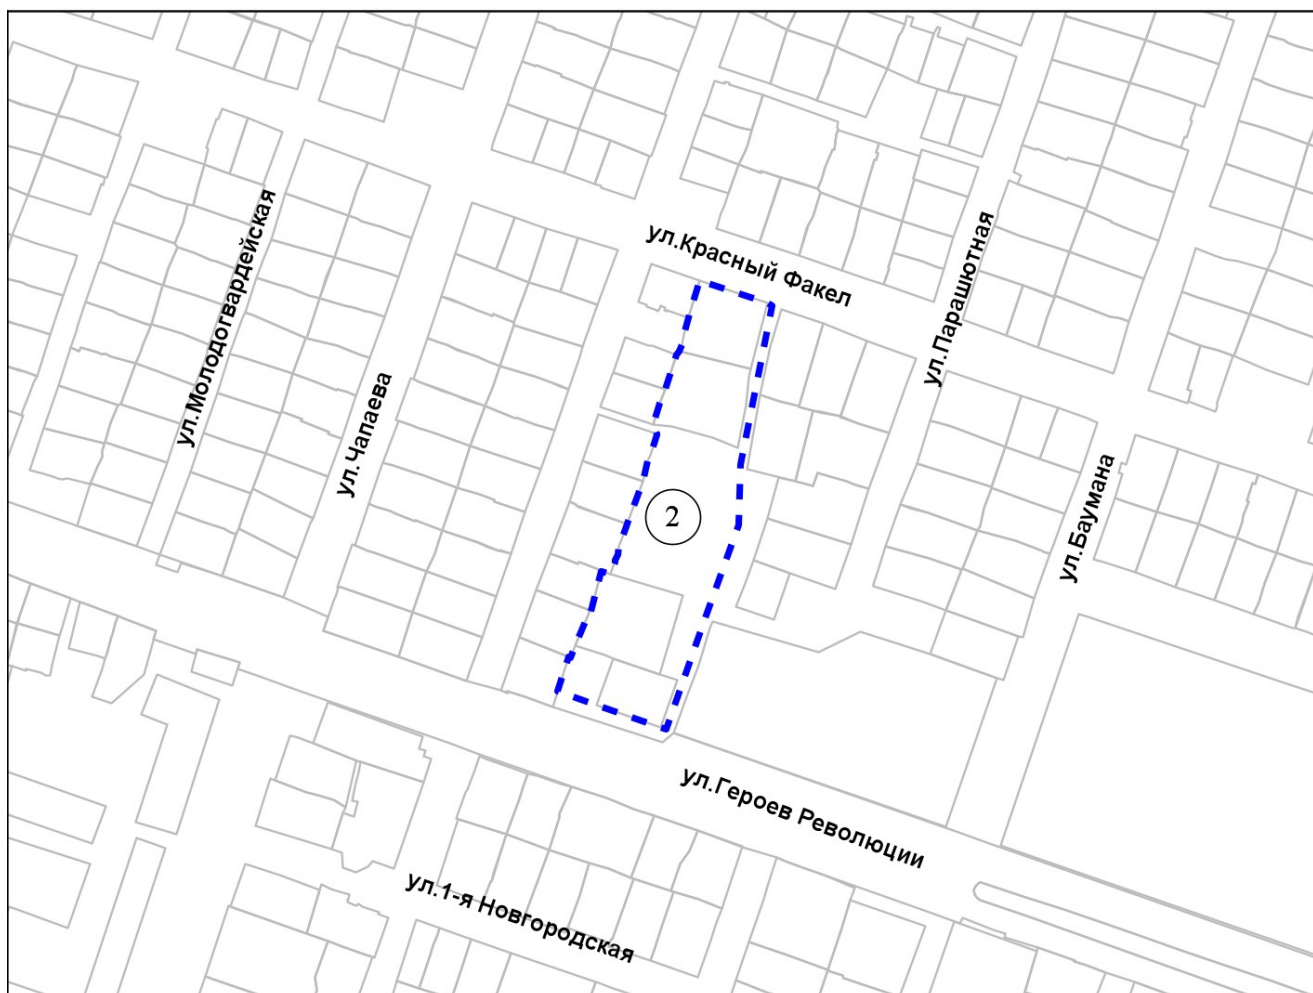 ул.Молодогвардейская
ул.Красный Факел
ул.Парашютная
ул.Чапаева
ул.Баумана
2
ул.Героев Революции
ул.1-я Новгородская